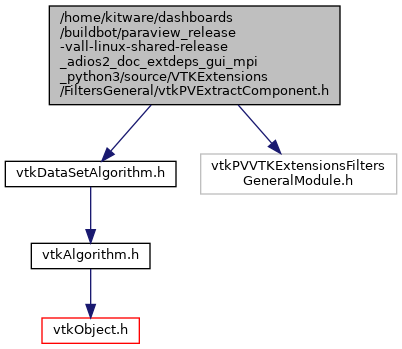 /home/kitware/dashboards
/buildbot/paraview_release
-vall-linux-shared-release
_adios2_doc_extdeps_gui_mpi
_python3/source/VTKExtensions
/FiltersGeneral/vtkPVExtractComponent.h
vtkDataSetAlgorithm.h
vtkPVVTKExtensionsFilters
GeneralModule.h
vtkAlgorithm.h
vtkObject.h